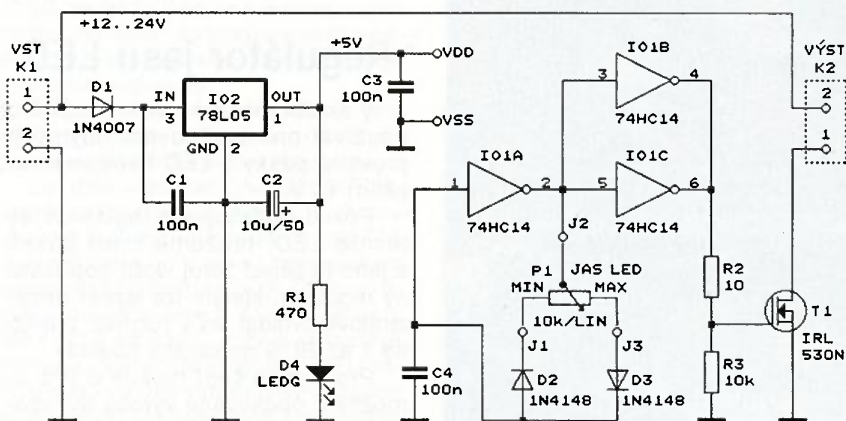 +12..24V
VST
K1
1
2
D1
1N4007
IN
3
IO2
78L05
OUT
1
GND
2
C1
100n
C2
+
10u/50
+5V
VDD
C3
100n
VSS
R1
470
D4
LEDG
C4
100n
1
IO1A
2
74HC14
3
IO1B
4
74HC14
5
IO1C
6
74HC14
J2
P1
JAS LED
MIN
MAX
10k/LIN
J1
J3
D2
1N4148
D3
1N4148
R2
10
R3
10k
T1
IRL
530N
VÝST
K2
2
1